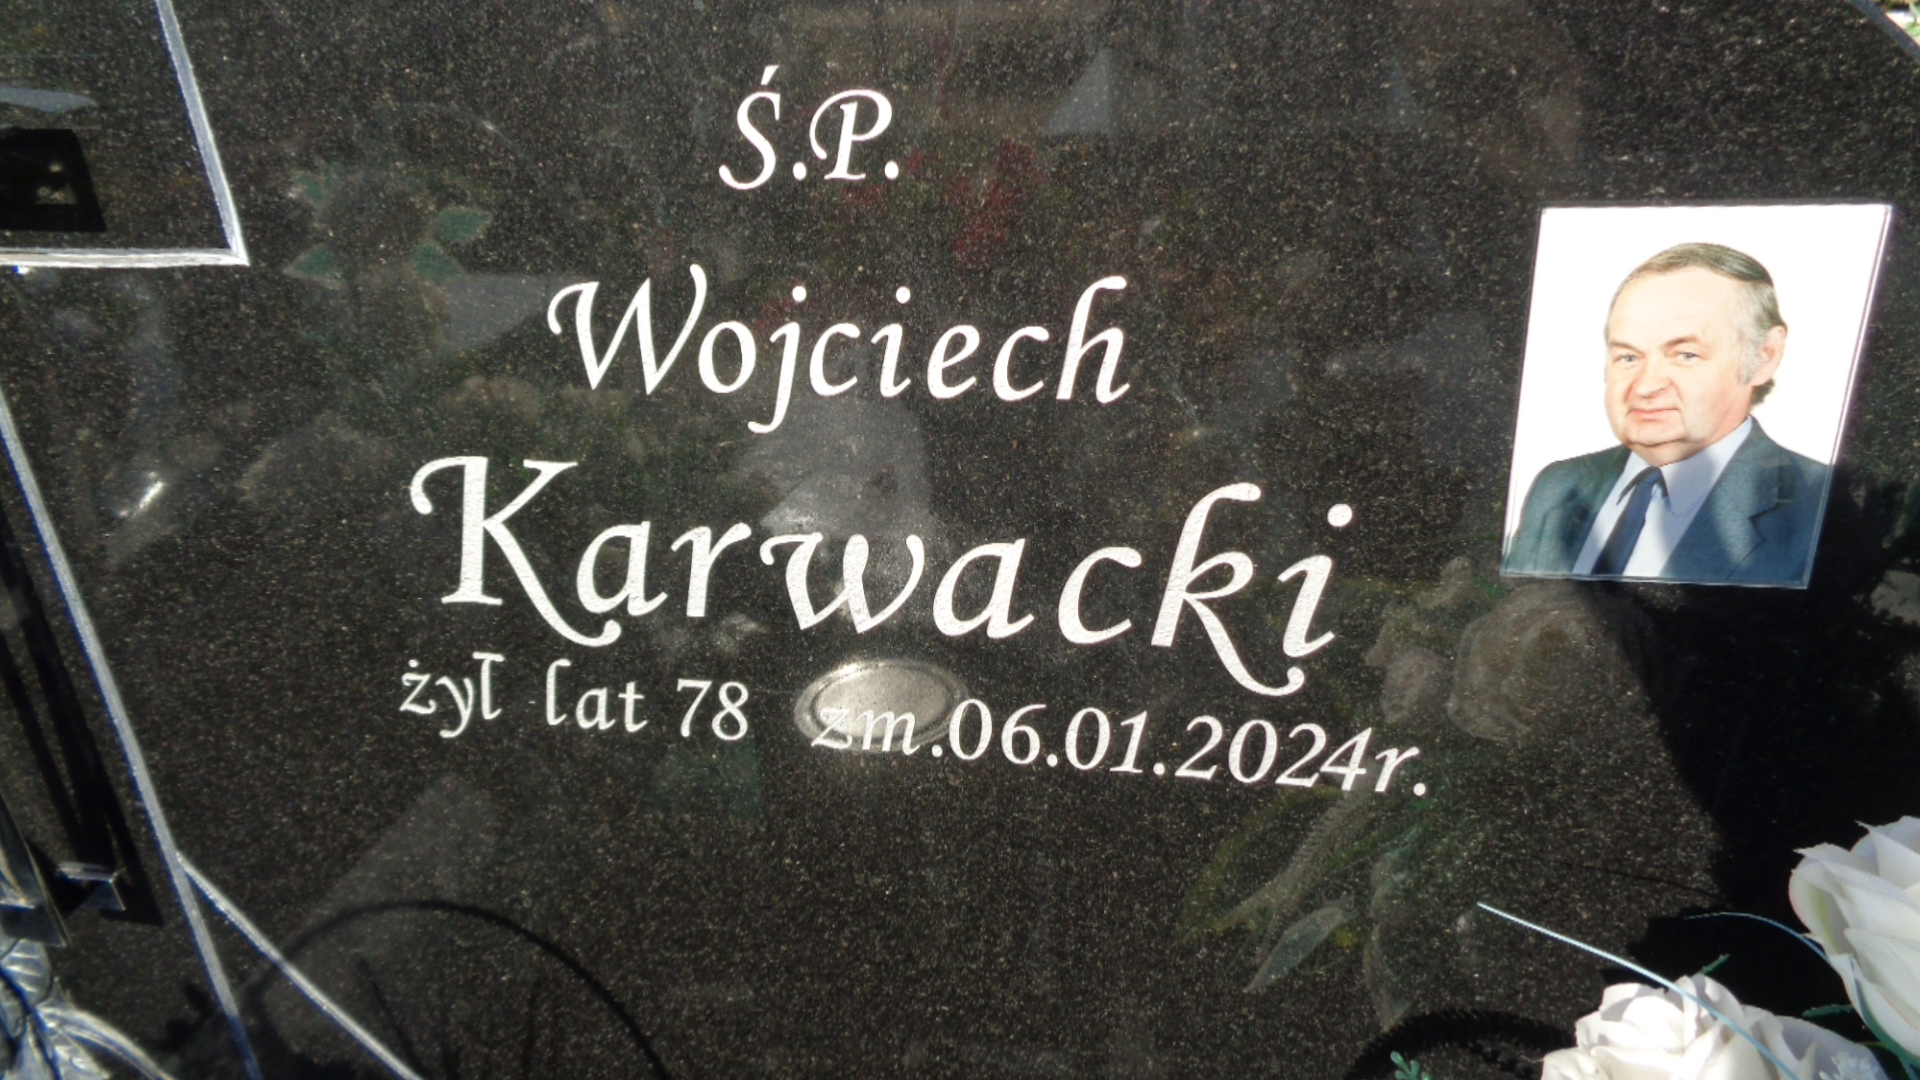 Ś.P.
Wojciech
Karwacki
żył lat 78 zm.06.01.2024r.